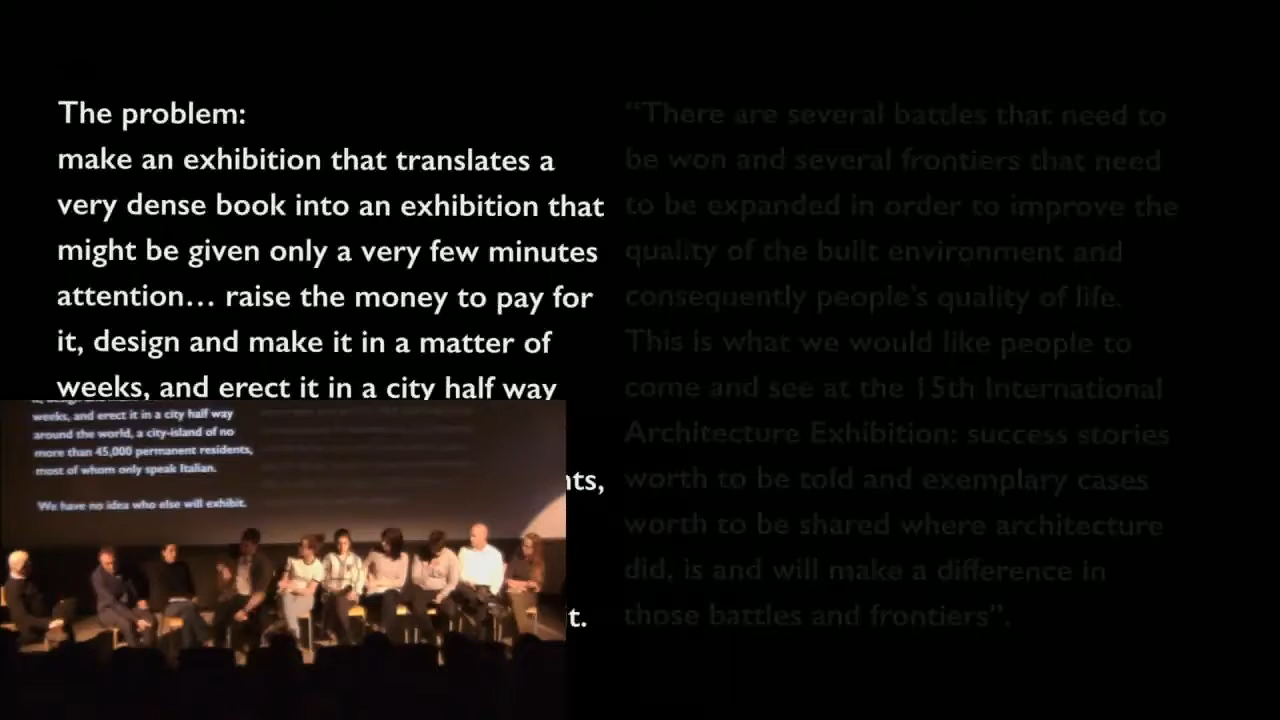 The problem:
make an exhibition that translates a
very dense book into an exhibition that
might be given only a very few minutes
attention… raise the money to pay for
it, design and make it in a matter of
weeks, and erect it in a city half way
nts,
t.
“There are several battles that need to
be won and several frontiers that need
to be expanded in order to improve the
quality of the built environment and
consequently people’s quality of life.
This is what we would like people to
come and see at the 15th International
Architecture Exhibition: success stories
worth to be told and exemplary cases
worth to be shared where architecture
did, is and will make a difference in
those battles and frontiers”.
weeks, and erect it in a city half way
around the world, a city-island of no
more than 45,000 permanent residents,
most of whom only speak Italian.
We have no idea who else will exhibit.